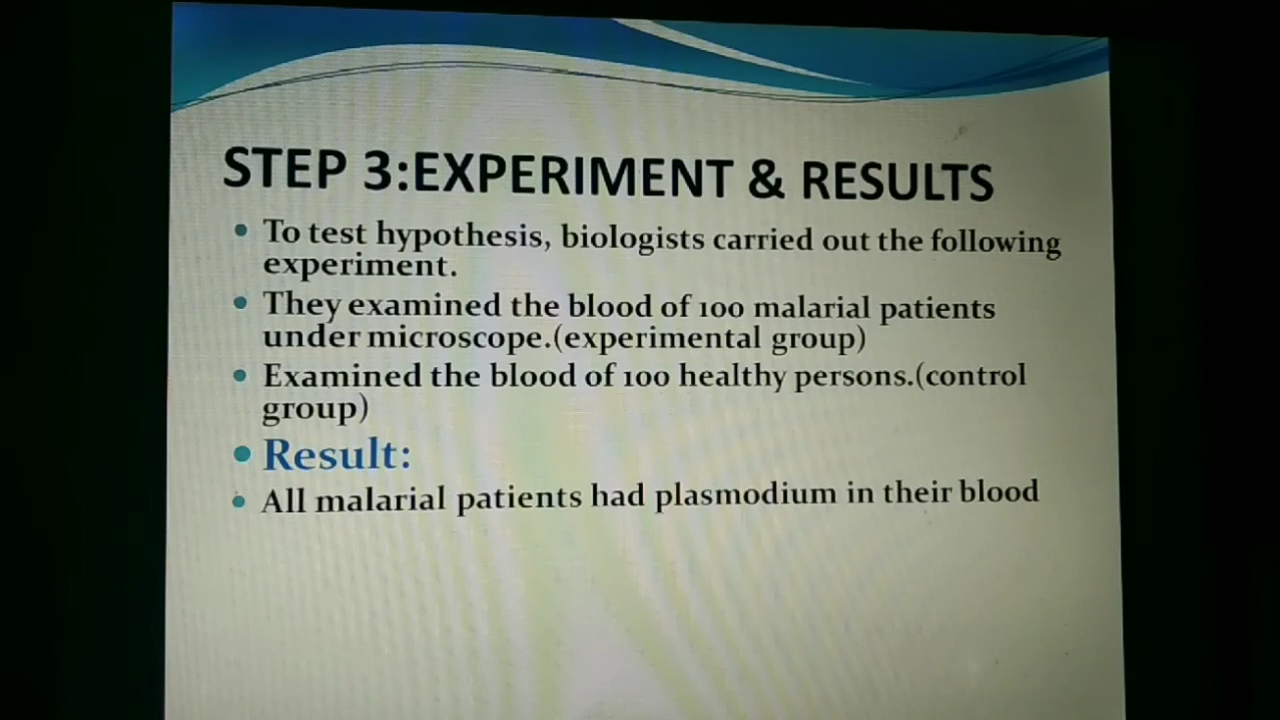 STEP 3:EXPERIMENT & RESULTS
• To test hypothesis, biologists carried out the following
experiment.
• They examined the blood of 100 malarial patients
under microscope.(experimental group)
• Examined the blood of 100 healthy persons.(control
group)
• Result:
• All malarial patients had plasmodium in their blood